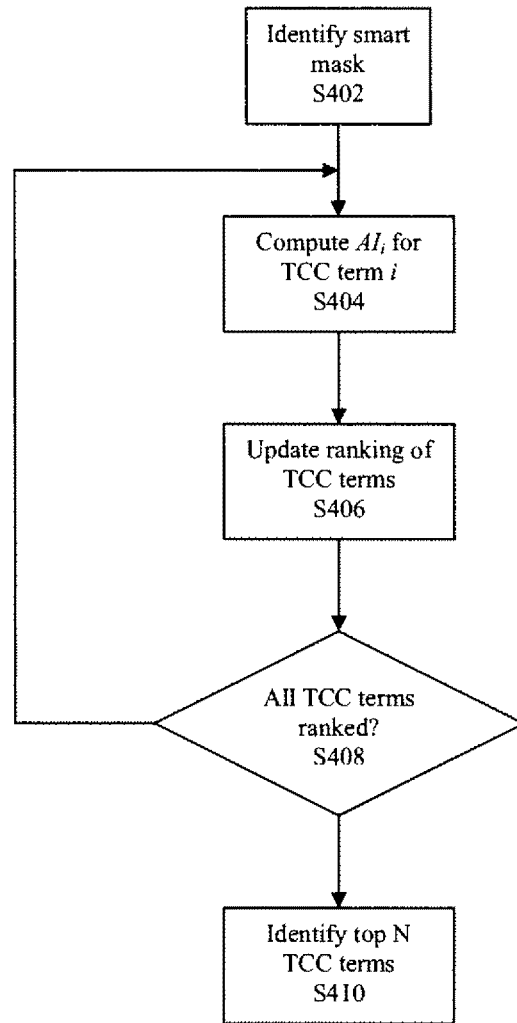 Identify smart
mask
S402
Compute AIᵢ for
TCC term i
S404
Update ranking of
TCC terms
S406
All TCC terms
ranked?
S408
Identify top N
TCC terms
S410